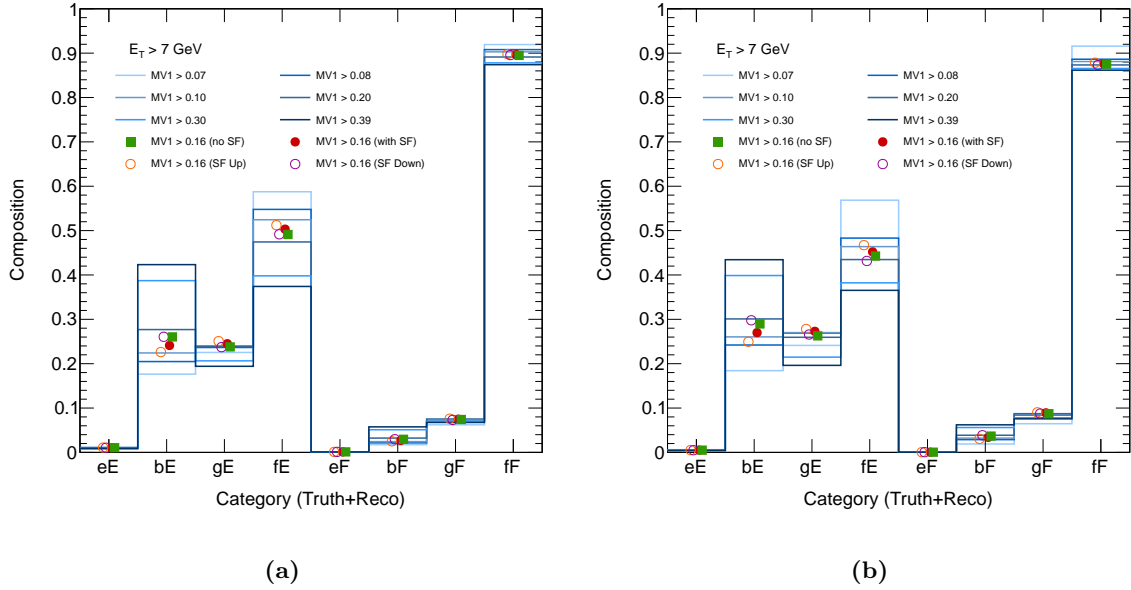 Composition
1
0.9
0.8
0.7
0.6
0.5
0.4
0.3
0.2
0.1
0
E_T > 7 GeV
MV1 > 0.07 MV1 > 0.08
MV1 > 0.10 MV1 > 0.20
MV1 > 0.30 MV1 > 0.39
MV1 > 0.16 (no SF) MV1 > 0.16 (with SF)
MV1 > 0.16 (SF Up) MV1 > 0.16 (SF Down)
eE bE gE fE eF bF gF fF
Category (Truth+Reco)
(a)
Composition
1
0.9
0.8
0.7
0.6
0.5
0.4
0.3
0.2
0.1
0
E_T > 7 GeV
MV1 > 0.07 MV1 > 0.08
MV1 > 0.10 MV1 > 0.20
MV1 > 0.30 MV1 > 0.39
MV1 > 0.16 (no SF) MV1 > 0.16 (with SF)
MV1 > 0.16 (SF Up) MV1 > 0.16 (SF Down)
eE bE gE fE eF bF gF fF
Category (Truth+Reco)
(b)